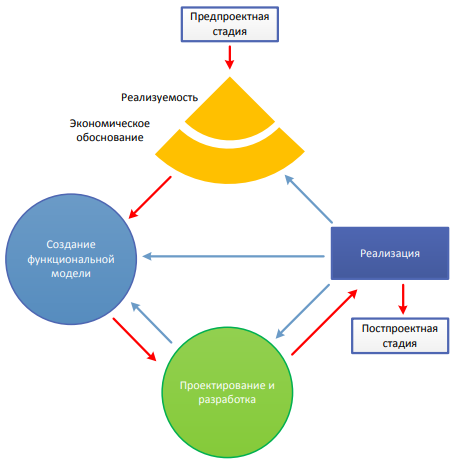 Предпроектная
стадия
Реализуемость
Экономическое
обоснование
Создание
функциональной
модели
Реализация
Постпроектная
стадия
Проектирование и
разработка